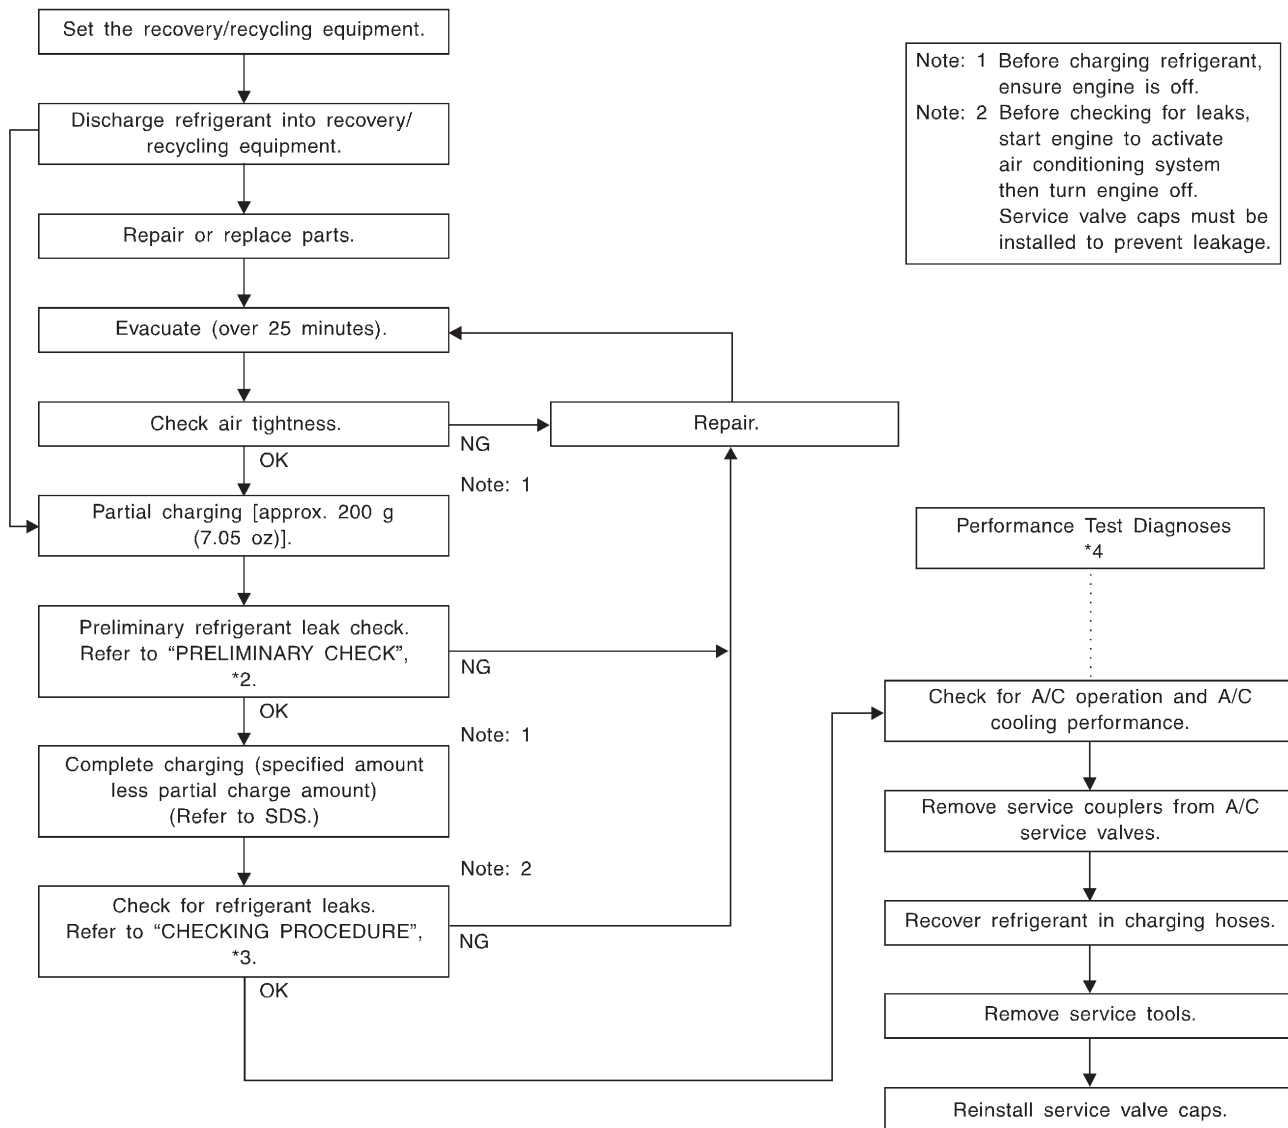 Set the recovery/recycling equipment.
Discharge refrigerant into recovery/
recycling equipment.
Repair or replace parts.
Evacuate (over 25 minutes).
Check air tightness.
NG
Repair.
OK
Note: 1
Partial charging [approx. 200 g
(7.05 oz)].
Preliminary refrigerant leak check.
Refer to “PRELIMINARY CHECK”,
*2.
NG
OK
Note: 1
Complete charging (specified amount
less partial charge amount)
(Refer to SDS.)
Note: 2
Check for refrigerant leaks.
Refer to “CHECKING PROCEDURE”,
*3.
NG
OK
Note: 1 Before charging refrigerant,
ensure engine is off.
Note: 2 Before checking for leaks,
start engine to activate
air conditioning system
then turn engine off.
Service valve caps must be
installed to prevent leakage.
Performance Test Diagnoses
*4
Check for A/C operation and A/C
cooling performance.
Remove service couplers from A/C
service valves.
Recover refrigerant in charging hoses.
Remove service tools.
Reinstall service valve caps.